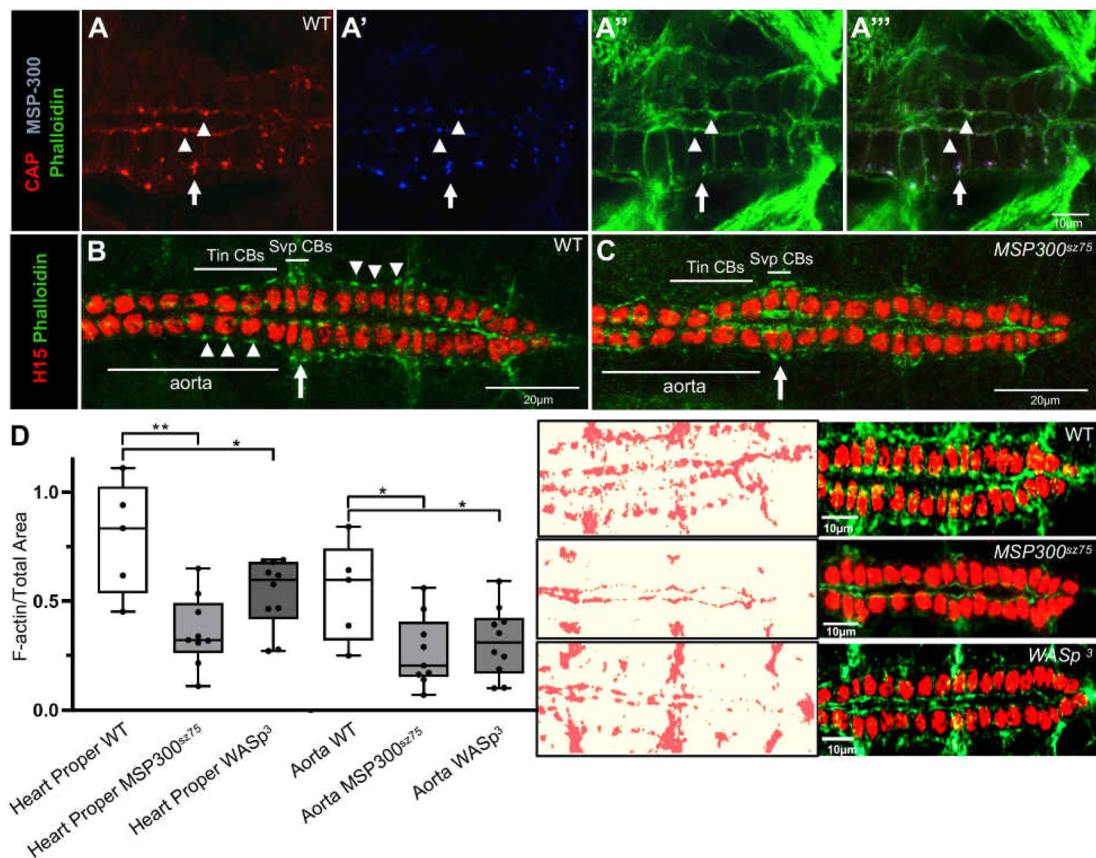 CAP MSP-300
Phalloidin
A
WT
A'
A''
A'''
10µm
H15 Phalloidin
B
Tin CBs
Svp CBs
WT
aorta
20µm
C
Tin CBs
Svp CBs
MSP300sz75
aorta
20µm
D
F-actin/Total Area
1.0
0.5
0.0
**
*
*
*
Heart Proper WT
Heart Proper MSP300sz75
Heart Proper WASp3
Aorta WT
Aorta MSP300sz75
Aorta WASp3
WT
10µm
MSP300sz75
10µm
WASp 3
10µm